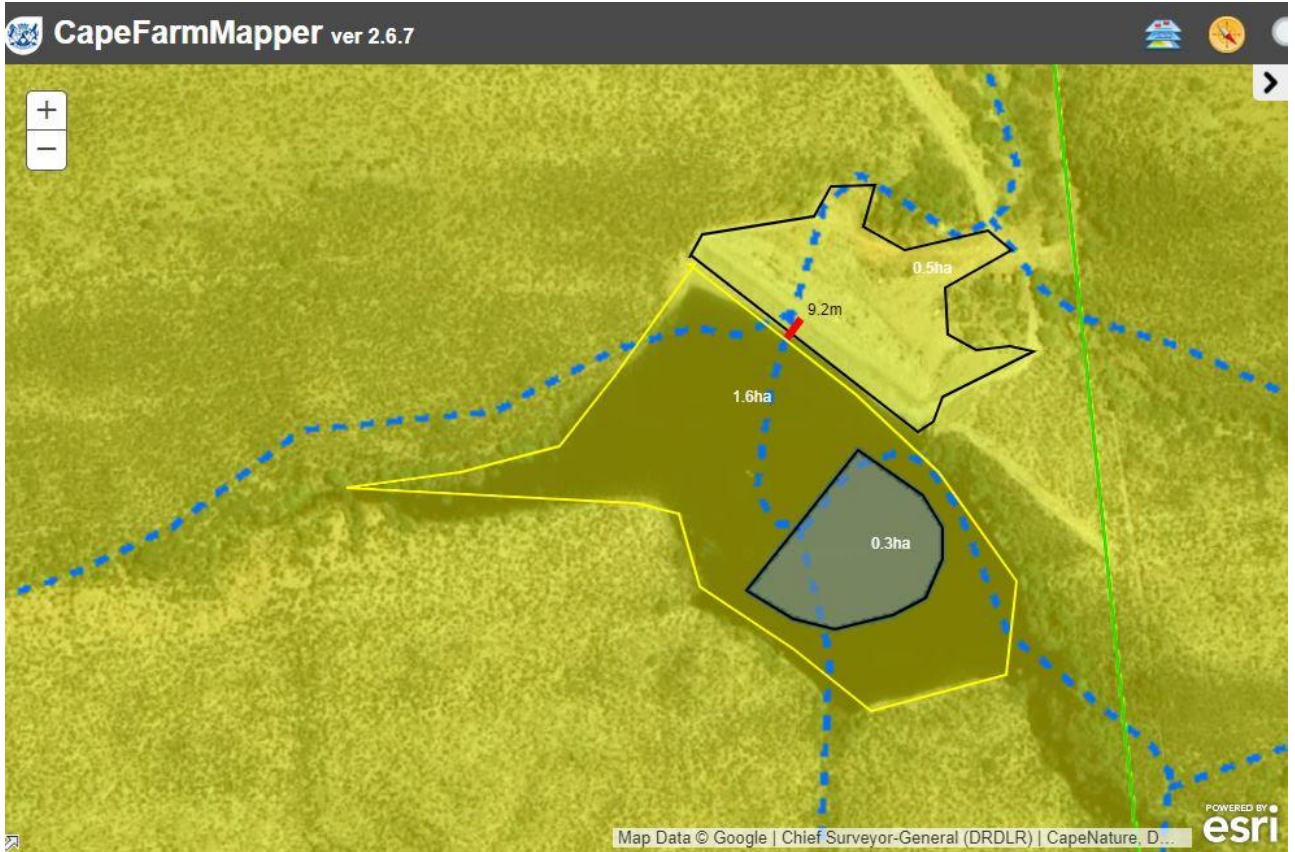 CapeFarmMapper ver 2.6.7
+
−
0.5ha
9.2m
1.6ha
0.3ha
POWERED BY
esri
Map Data © Google | Chief Surveyor-General (DRDLR) | CapeNature, D...